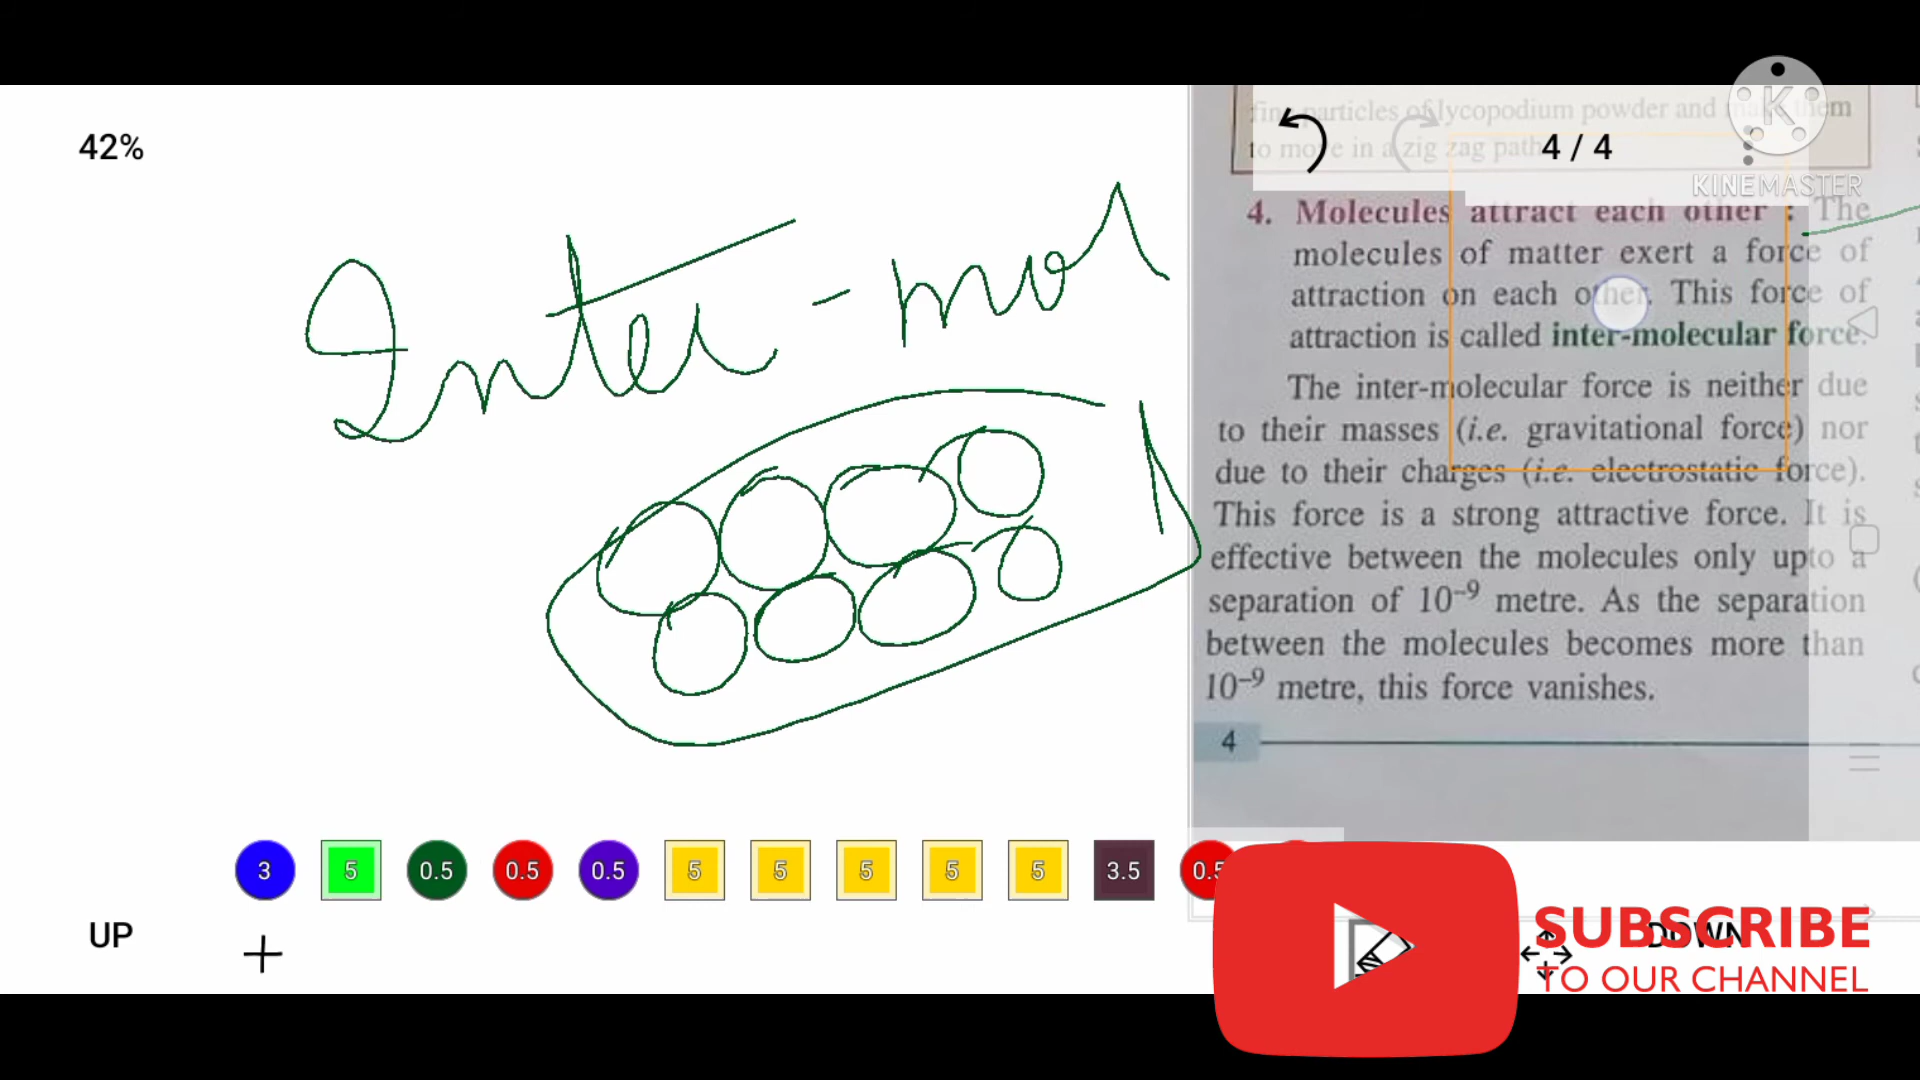 42%
Inter-mol
fine particles of lycopodium powder and make them
to move in a zig zag path
4 / 4
KINEMASTER
4. Molecules attract each other : The
molecules of matter exert a force of
attraction on each other. This force of
attraction is called inter-molecular force.
The inter-molecular force is neither due
to their masses (i.e. gravitational force) nor
due to their charges (i.e. electrostatic force).
This force is a strong attractive force. It is
effective between the molecules only upto a
separation of 10⁻⁹ metre. As the separation
between the molecules becomes more than
10⁻⁹ metre, this force vanishes.
4
3 5 0.5 0.5 0.5 5 5 5 5 5 3.5 0.5
UP
DOWN
SUBSCRIBE
TO OUR CHANNEL